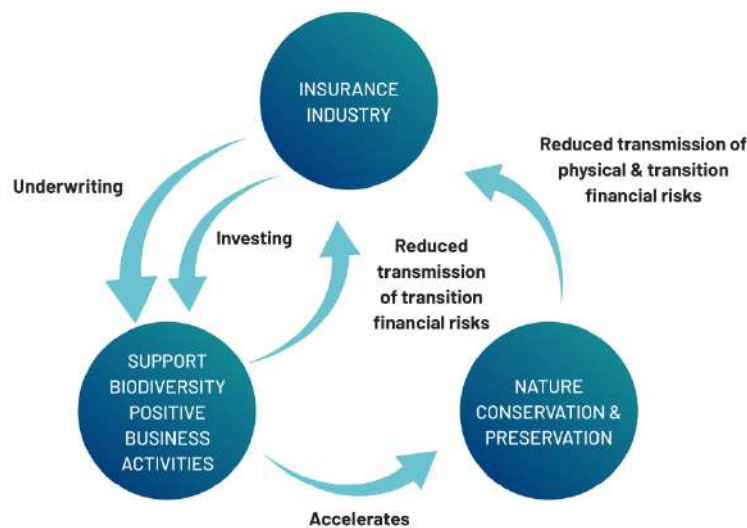 INSURANCE
INDUSTRY
Reduced transmission of
physical & transition
financial risks
Underwriting
Investing
Reduced
transmission
of transition
financial risks
SUPPORT
BIODIVERSITY
POSITIVE
BUSINESS
ACTIVITIES
NATURE
CONSERVATION &
PRESERVATION
Accelerates